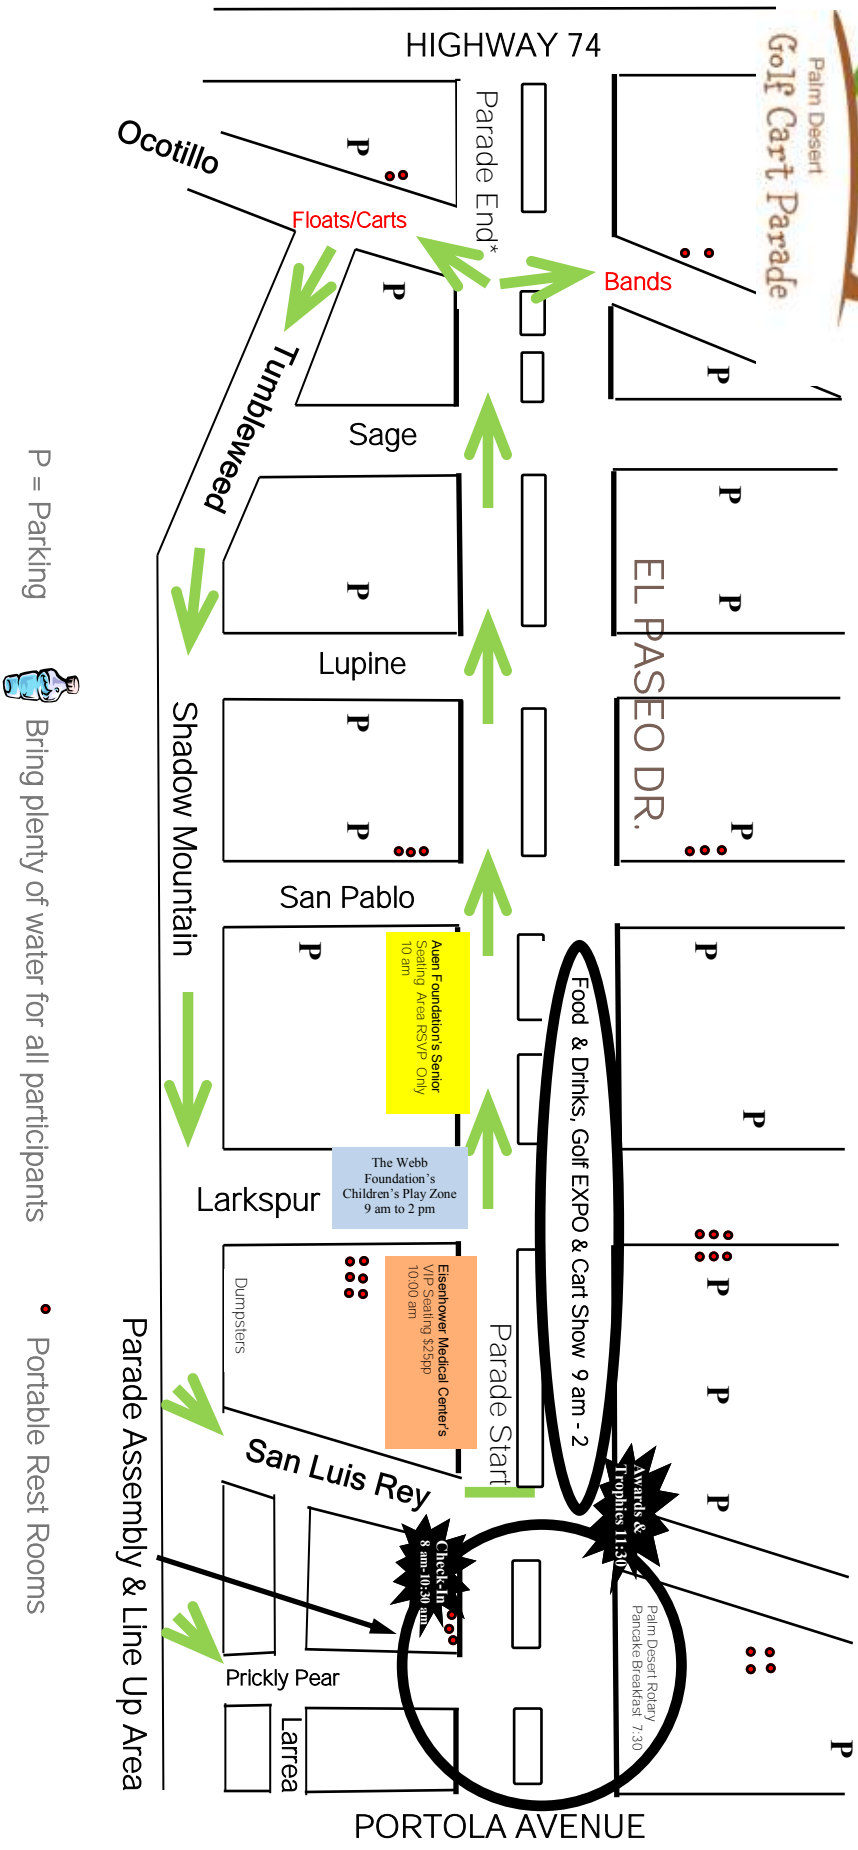 HIGHWAY 74
Palm Desert
Golf Cart Parade
Ocotillo
P
Parade End*
Floats/Carts
Bands
P
P
Tumbleweed
Sage
P
P
P
P
EL PASEO DR.
Lupine
P
P
P
Shadow Mountain
San Pablo
P
P
P
Auen Foundation's Senior
Seating Area RSVP Only
10 am
Food & Drinks, Golf EXPO & Cart Show 9 am - 2
The Webb
Foundation's
Children's Play Zone
9 am to 2 pm
Larkspur
Eisenhower Medical Center's
VIP Seating $25pp
10:00 am
Dumpsters
Parade Start
P
P
P
San Luis Rey
Awards &
Trophies 11:30
Check-In
8 am-10:30 am
Palm Desert Rotary
Pancake Breakfast 7:30
P
Prickly Pear
Larrea
Parade Assembly & Line Up Area
PORTOLA AVENUE
P = Parking
Bring plenty of water for all participants
Portable Rest Rooms